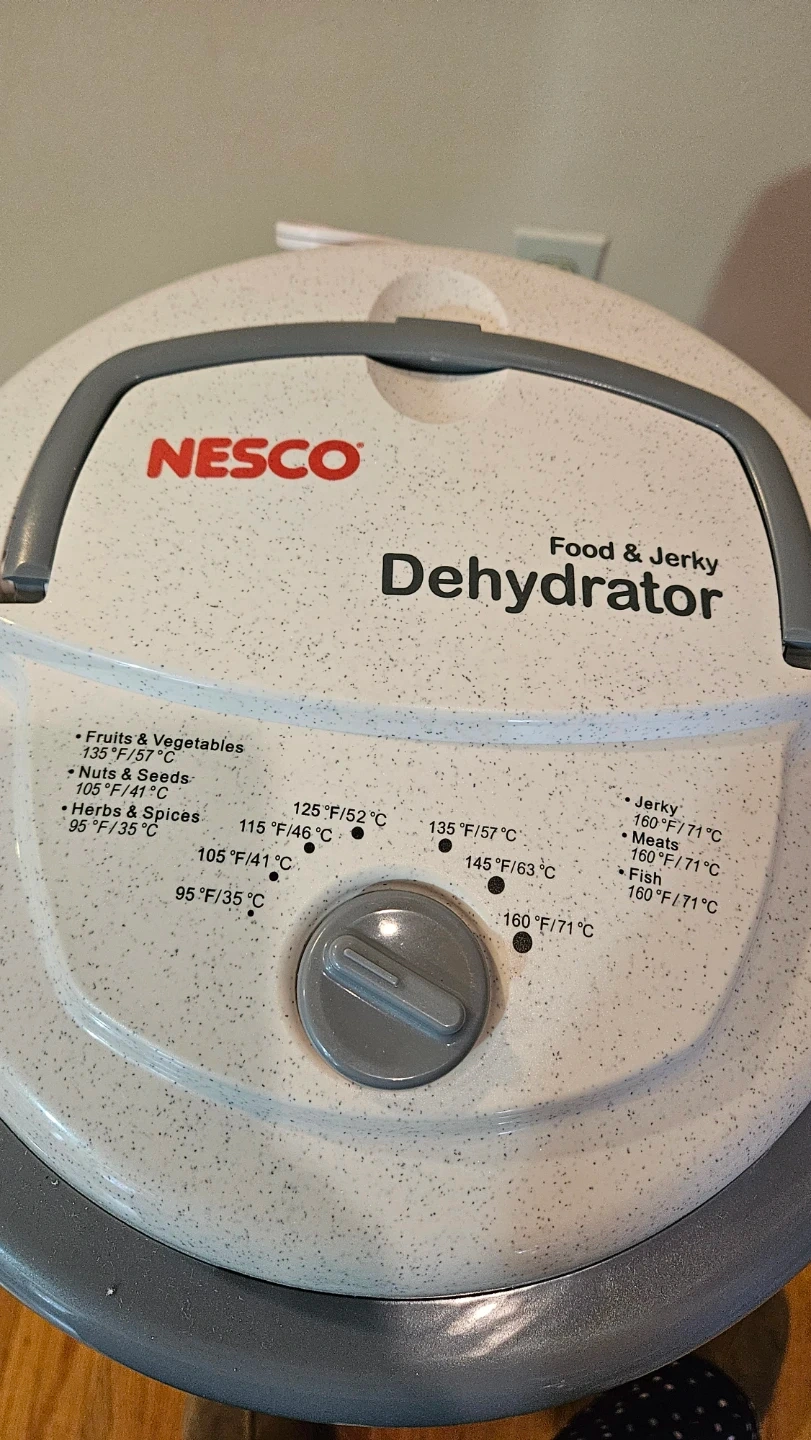 NESCO®
Food & Jerky
Dehydrator
• Fruits & Vegetables
135 °F/57 °C
• Nuts & Seeds
105 °F/41 °C
• Herbs & Spices
95 °F/35 °C
125 °F/52 °C
115 °F/46 °C
105 °F/41 °C
95 °F/35 °C
135 °F/57 °C
145 °F/63 °C
160 °F/71 °C
• Jerky
160 °F/71 °C
• Meats
160 °F/71 °C
• Fish
160 °F/71 °C